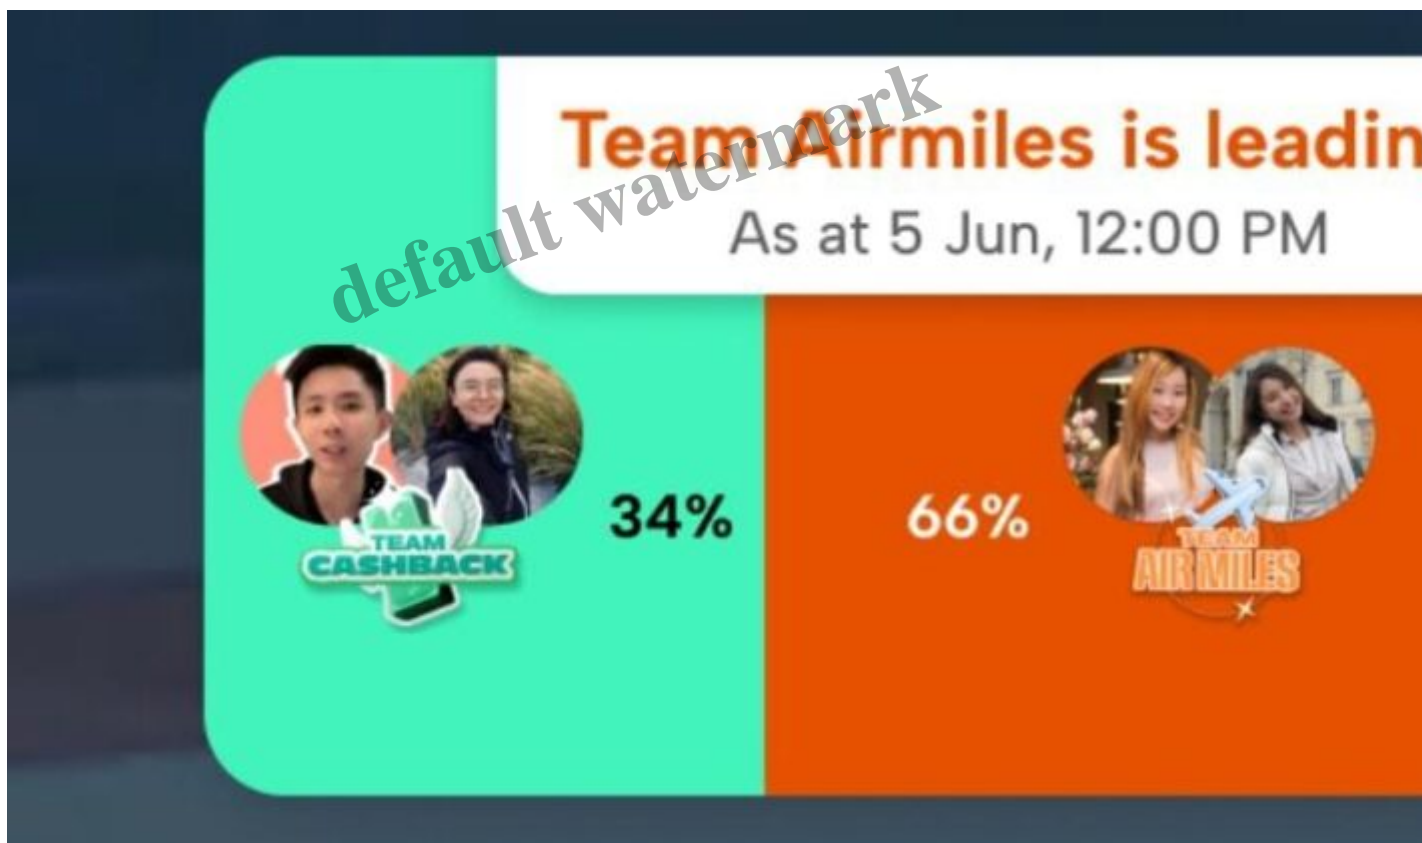 Team Airmiles is leadin
As at 5 Jun, 12:00 PM
default watermark
34%
66%
TEAM
CASHBACK
TEAM
AIR MILES